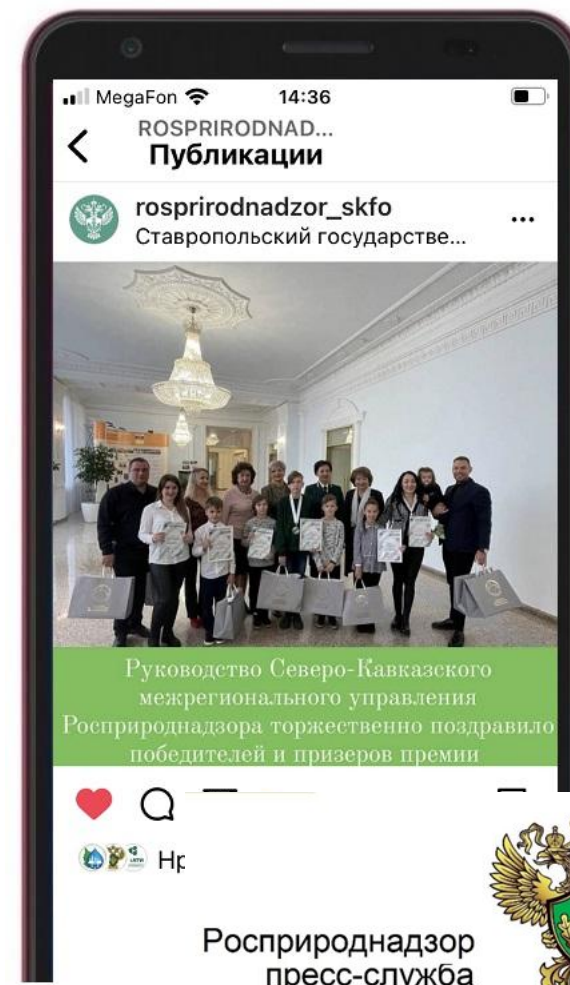 MegaFon
14:36
ROSPRIRODNAD...
Публикации
rosprirodnadzor_skfo
Ставропольский государстве...
...
Руководство Северо-Кавказского
межрегионального управления
Росприроднадзора торжественно поздравило
победителей и призеров премии
Нр
Росприроднадзор
пресс-служба